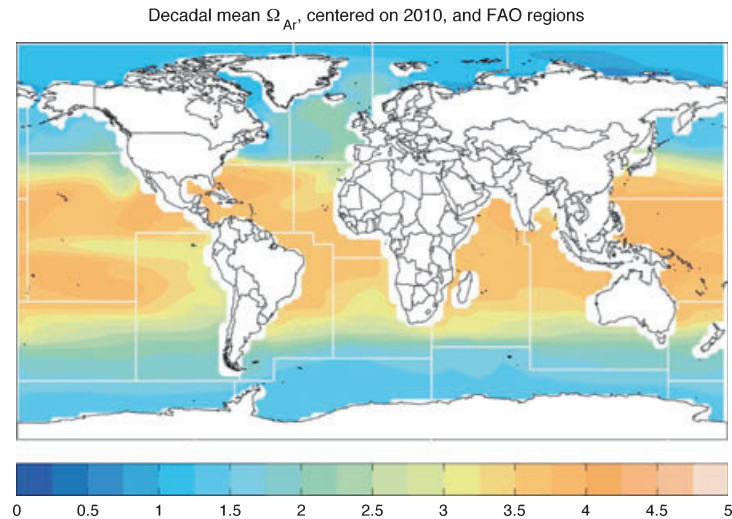 Decadal mean Ω_Ar, centered on 2010, and FAO regions
0 0.5 1 1.5 2 2.5 3 3.5 4 4.5 5